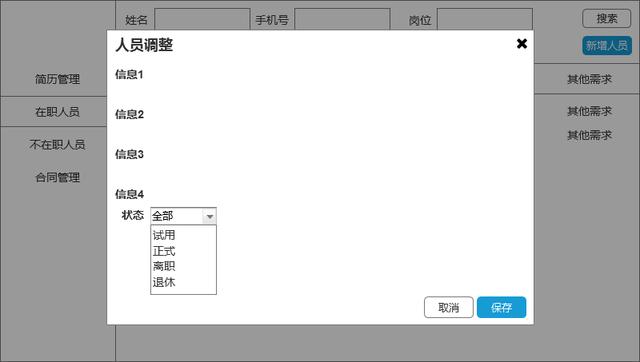 姓名 手机号 岗位 搜索
新增人员
人员调整
简历管理 信息1 其他需求
在职人员 信息2 其他需求
不在职人员 其他需求
信息3
合同管理
信息4
状态 全部
试用
正式
离职
退休
取消 保存